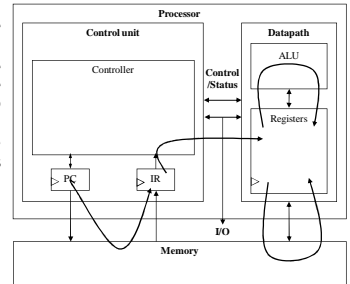 Processor
Control unit
Datapath
Controller
ALU
Control
/Status
Registers
PC
IR
I/O
Memory